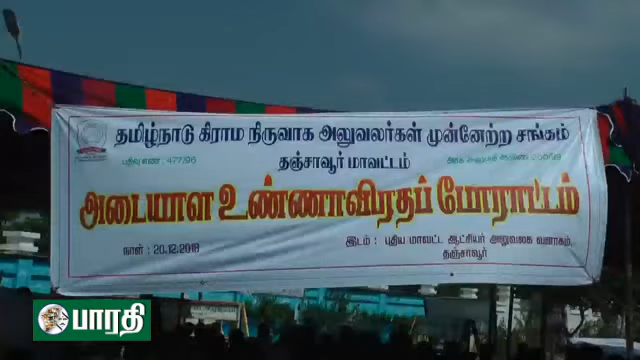 தமிழ்நாடு கிராம நிருவாக அலுவலர்கள் முன்னேற்ற சங்கம்
பதிவு எண் : 477/96
தஞ்சாவூர் மாவட்டம்
அடையாள உண்ணாவிரதப் போராட்டம்
நாள் : 20.12.2018
இடம் : புதிய மாவட்ட ஆட்சியர் அலுவலக வளாகம்,
தஞ்சாவூர்
பாரதி